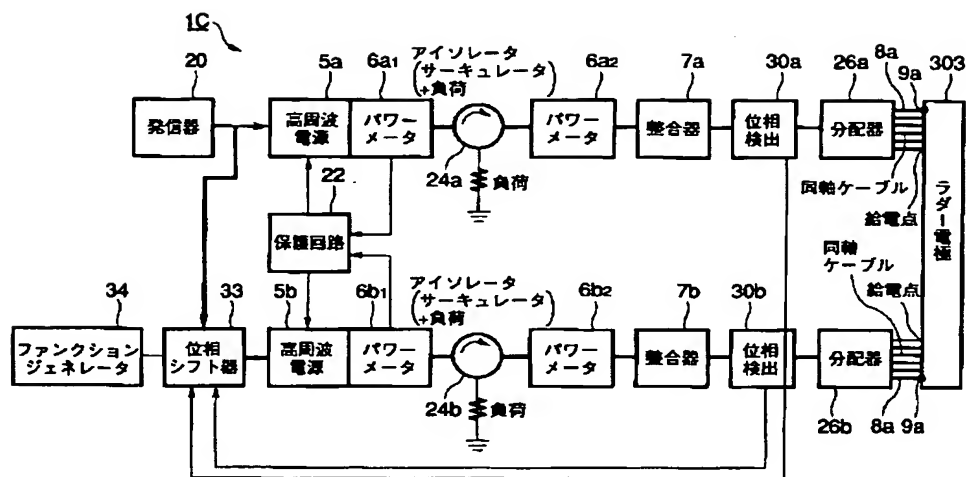 1C
20
発信器
5a
高周波
電源
6a1
パワー
メータ
アイソレータ
(サーキュレータ)
+負荷
24a
負荷
6a2
パワー
メータ
7a
整合器
30a
位相
検出
26a
分配器
8a
9a
303
同軸ケーブル
給電点
ラダー電極
22
保護回路
34
ファンクション
ジェネレータ
33
位相
シフト器
5b
高周波
電源
6b1
パワー
メータ
アイソレータ
(サーキュレータ)
+負荷
24b
負荷
6b2
パワー
メータ
7b
整合器
30b
位相
検出
同軸
ケーブル
給電点
分配器
26b
8a
9a